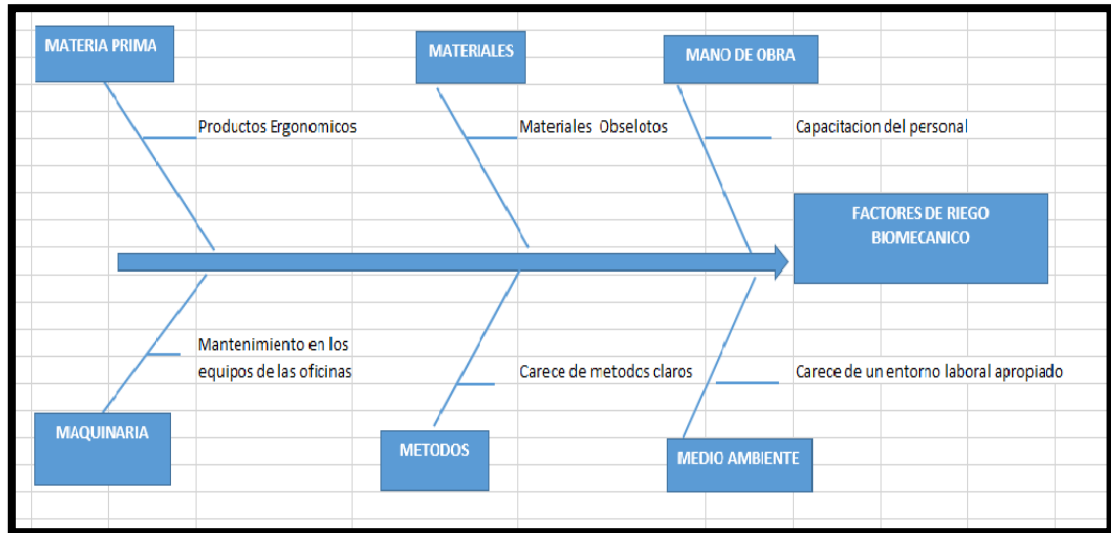 MATERIA PRIMA
MATERIALES
MANO DE OBRA
Productos Ergonomicos
Materiales Obselotos
Capacitacion del personal
FACTORES DE RIEGO
BIOMECANICO
Mantenimiento en los
equipos de las oficinas
Carece de metodos claros
Carece de un entorno laboral apropiado
MAQUINARIA
METODOS
MEDIO AMBIENTE